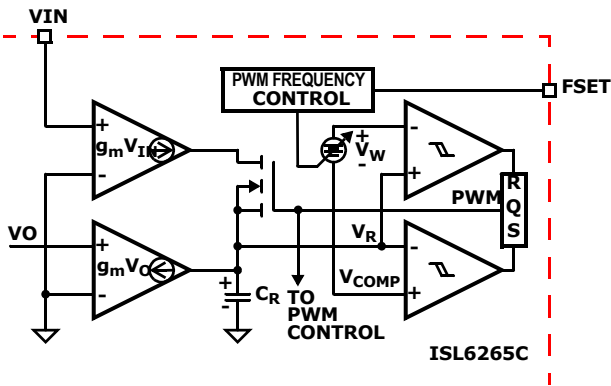 VIN
PWM FREQUENCY
CONTROL
FSET
+
gmVIN
-
+
VW
-
-
+
PWM
R
Q
S
VO
+
gmVO
-
VR
-
VCOMP
+
+
CR
-
TO
PWM
CONTROL
ISL6265C